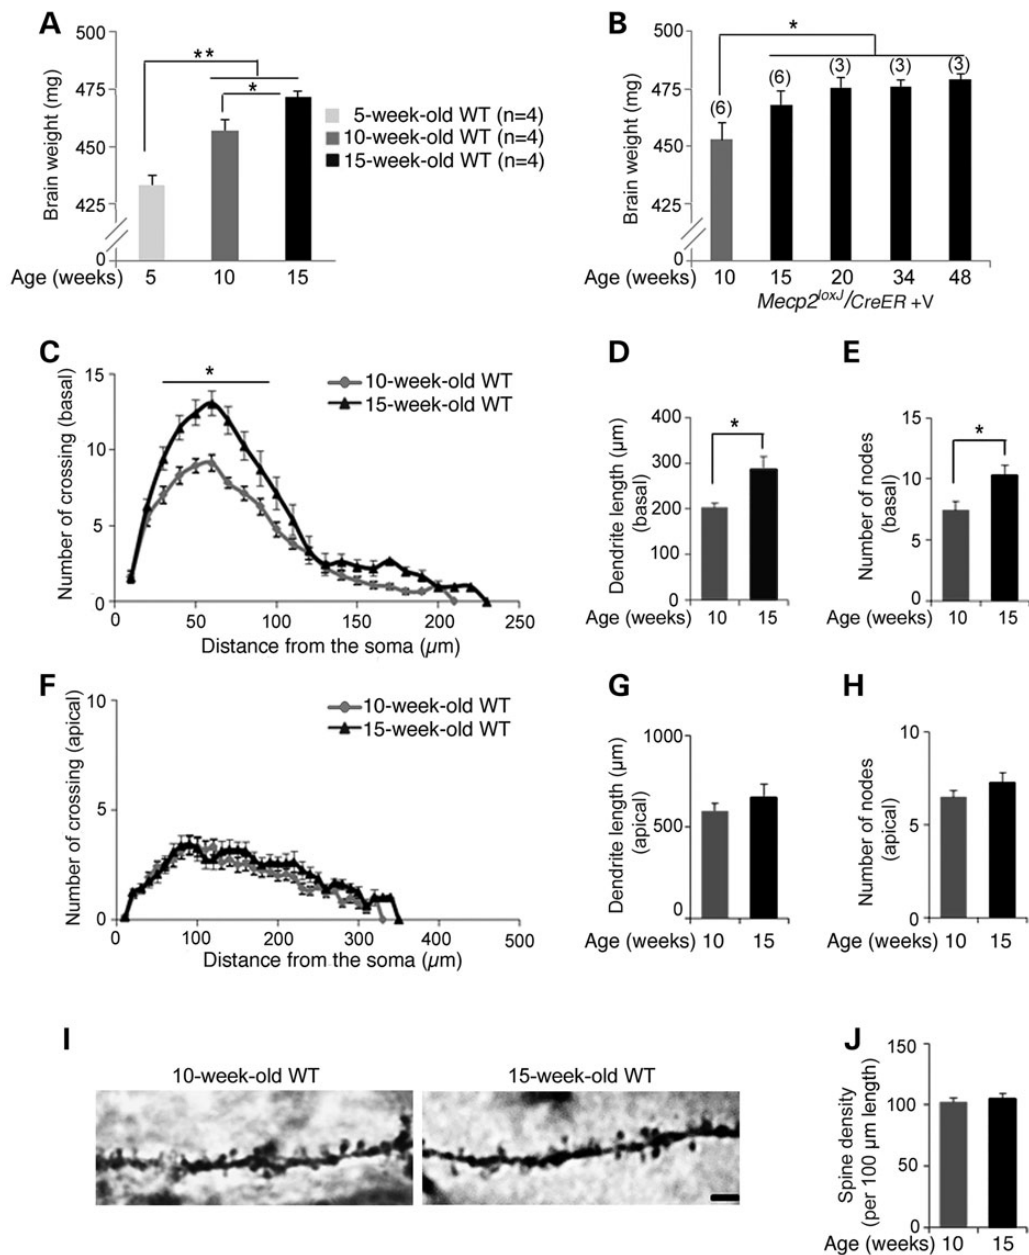 A
500
475
450
425
0
Brain weight (mg)
**
*
5-week-old WT (n=4)
10-week-old WT (n=4)
15-week-old WT (n=4)
Age (weeks) 5 10 15
B
500
475
450
425
0
Brain weight (mg)
*
(6) (6) (3) (3) (3)
10 15 20 34 48
Mecp2loxJ/CreER +V
C
15
10
5
0
Number of crossing (basal)
*
10-week-old WT
15-week-old WT
0 50 100 150 200 250
Distance from the soma (µm)
D
400
300
200
100
0
Dendrite length (µm)
(basal)
*
Age (weeks) 10 15
E
15
10
5
0
Number of nodes
(basal)
*
Age (weeks) 10 15
F
10
5
0
Number of crossing (apical)
10-week-old WT
15-week-old WT
0 100 200 300 400 500
Distance from the soma (µm)
G
1000
500
0
Dendrite length (µm)
(apical)
Age (weeks) 10 15
H
10
5
0
Number of nodes
(apical)
Age (weeks) 10 15
I
10-week-old WT
15-week-old WT
J
150
100
50
0
Spine density
(per 100 µm length)
Age (weeks) 10 15